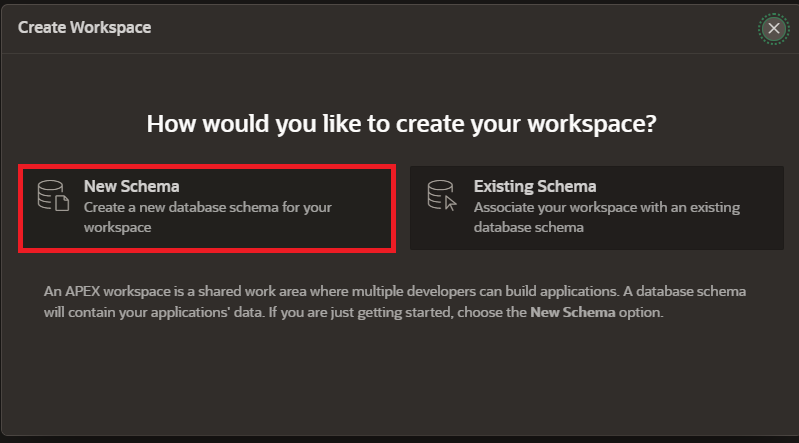 Create Workspace
How would you like to create your workspace?
New Schema
Create a new database schema for your
workspace
Existing Schema
Associate your workspace with an existing
database schema
An APEX workspace is a shared work area where multiple developers can build applications. A database schema
will contain your applications' data. If you are just getting started, choose the New Schema option.